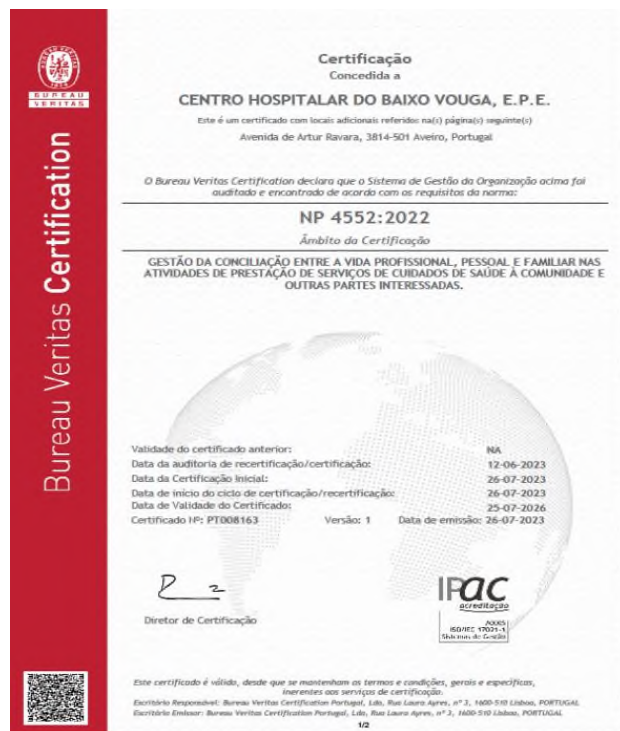 BUREAU
VERITAS
Bureau Veritas Certification
Certificação
Concedida a
CENTRO HOSPITALAR DO BAIXO VOUGA, E.P.E.
Este é um certificado com locais adicionais referidos na(s) página(s) seguinte(s)
Avenida de Artur Ravara, 3814-501 Aveiro, Portugal
O Bureau Veritas Certification declara que o Sistema de Gestão da Organização acima foi
auditado e encontrado de acordo com os requisitos da norma:
NP 4552:2022
Âmbito da Certificação
GESTÃO DA CONCILIAÇÃO ENTRE A VIDA PROFISSIONAL, PESSOAL E FAMILIAR NAS
ATIVIDADES DE PRESTAÇÃO DE SERVIÇOS DE CUIDADOS DE SAÚDE À COMUNIDADE E
OUTRAS PARTES INTERESSADAS.
Validade do certificado anterior: NA
Data da auditoria de recertificação/certificação: 12-06-2023
Data da Certificação Inicial: 26-07-2023
Data de início do ciclo de certificação/recertificação: 26-07-2023
Data de Validade do Certificado: 25-07-2026
Certificado Nº: PT008163 Versão: 1 Data de emissão: 26-07-2023
Diretor de Certificação
IPAC
acreditação
ISO/IEC 17021-1
Sistemas de Gestão
Este certificado é válido, desde que se mantenham os termos e condições, gerais e específicas,
inerentes aos serviços de certificação.
Escritório Responsável: Bureau Veritas Certification Portugal, Lda, Rua Laura Ayres, nº 3, 1600-510 Lisboa, PORTUGAL
Escritório Emissor: Bureau Veritas Certification Portugal, Lda, Rua Laura Ayres, nº 3, 1600-510 Lisboa, PORTUGAL
1/2